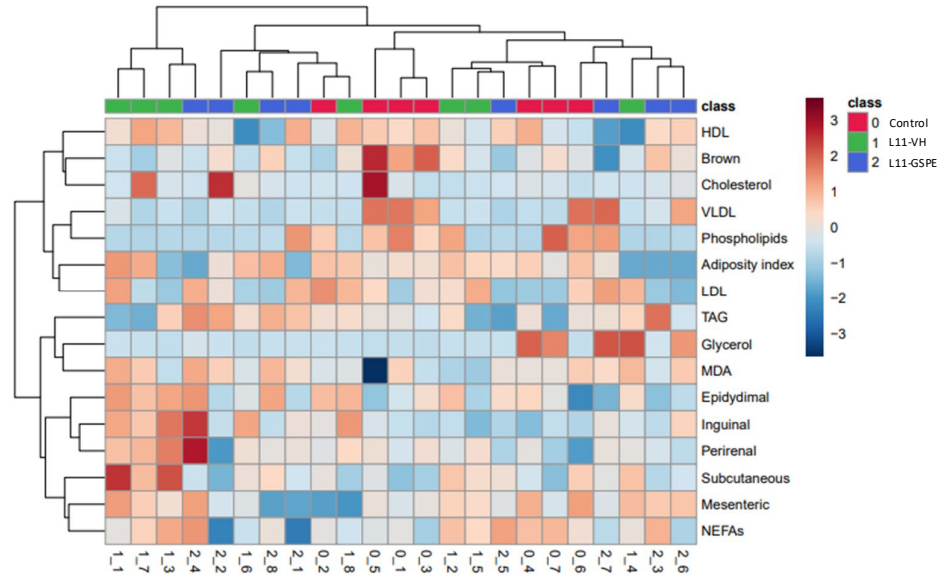 class
HDL
Brown
Cholesterol
VLDL
Phospholipids
Adiposity index
LDL
TAG
Glycerol
MDA
Epidydimal
Inguinal
Perirenal
Subcutaneous
Mesenteric
NEFAs
1_1
1_7
1_3
2_4
2_2
1_6
2_8
2_1
0_2
1_8
0_5
0_1
0_3
1_2
1_5
2_5
0_4
0_7
0_6
2_7
1_4
2_3
2_6
3
2
1
0
−1
−2
−3
class
0 Control
1 L11-VH
2 L11-GSPE